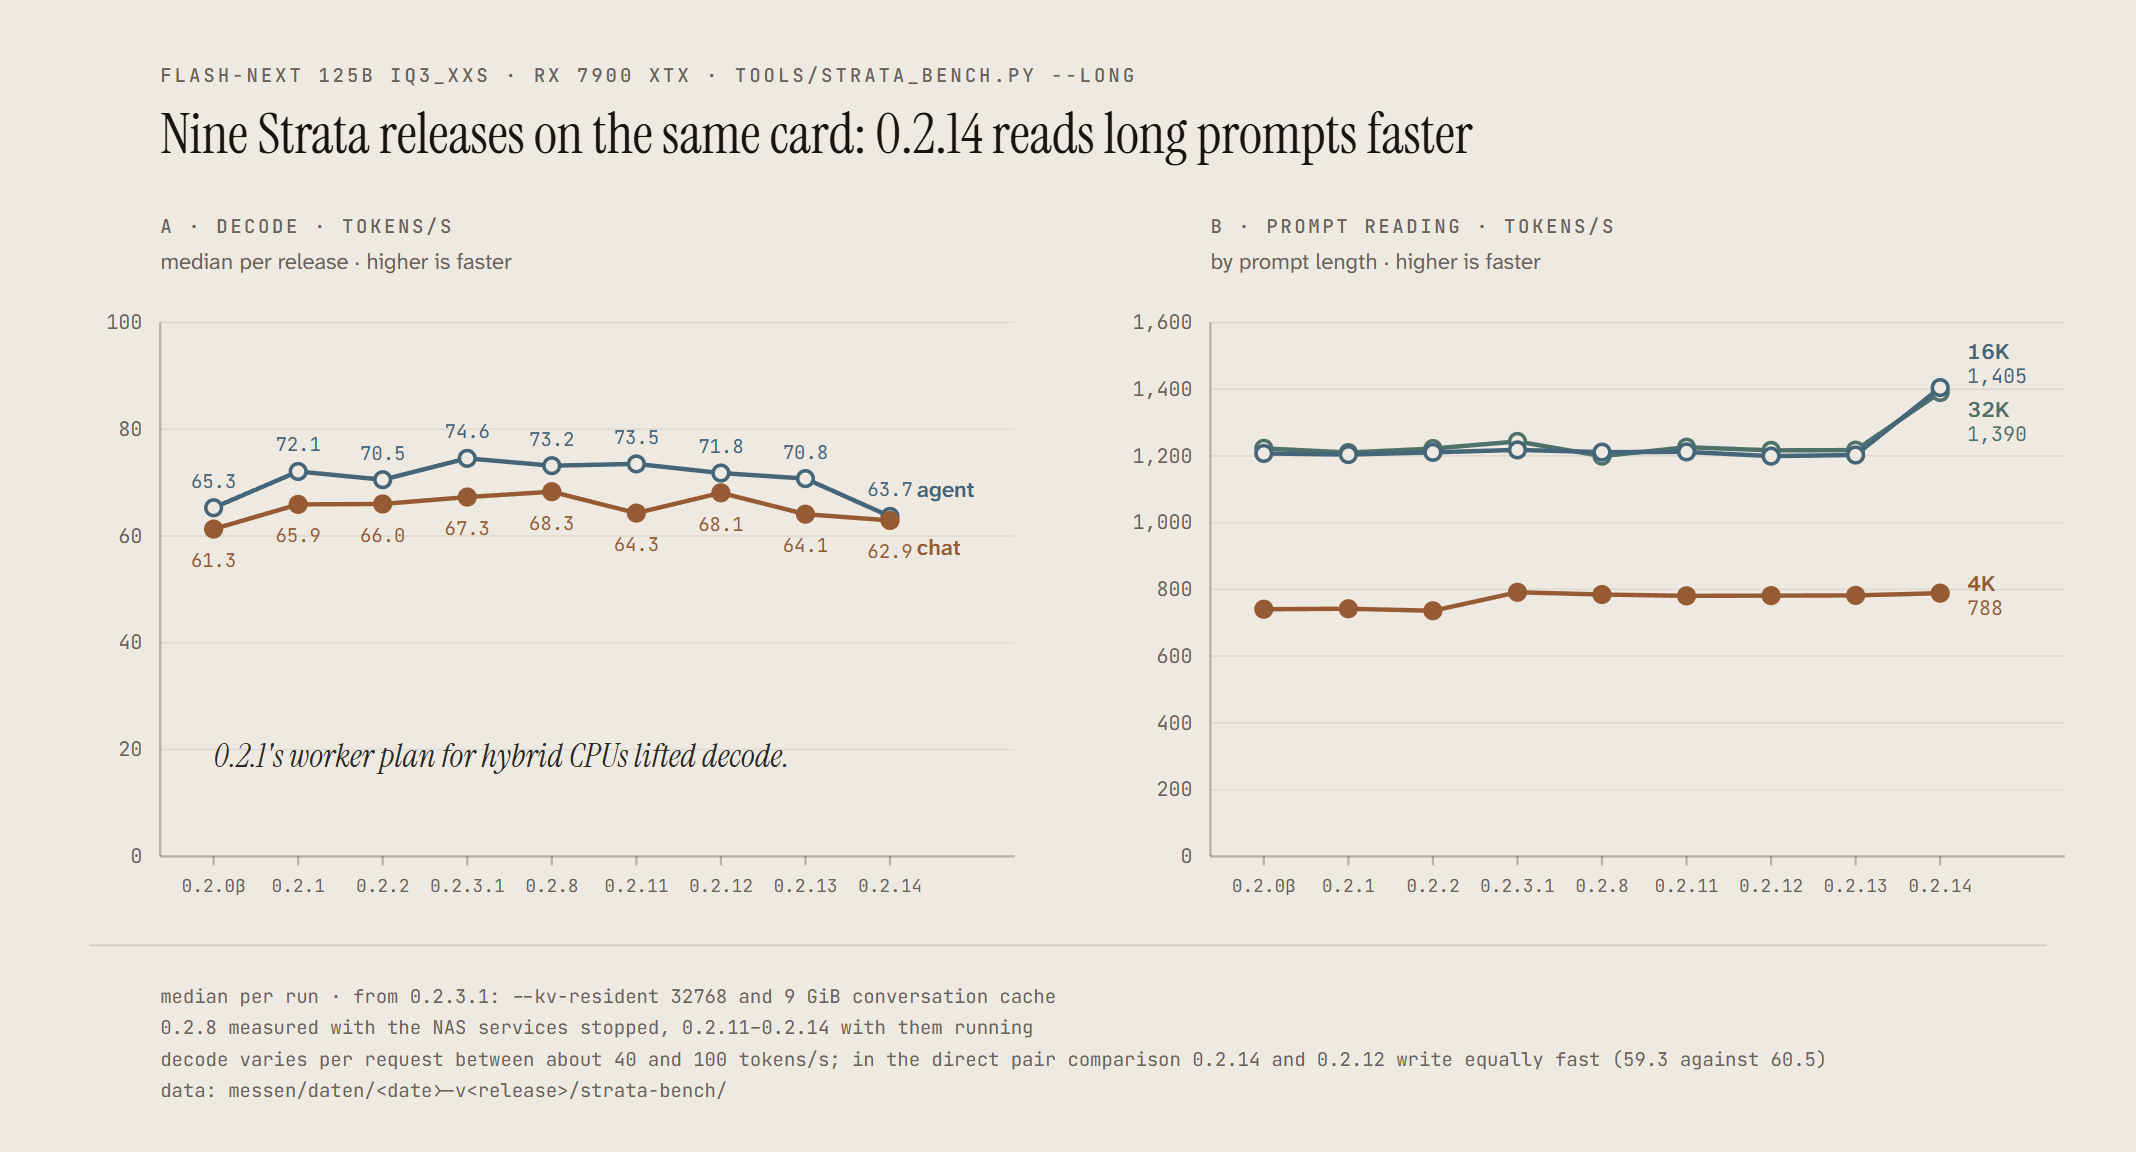 FLASH-NEXT 125B IQ3_XXS · RX 7900 XTX · TOOLS/STRATA_BENCH.PY --LONG
Nine Strata releases on the same card: 0.2.14 reads long prompts faster
A · DECODE · TOKENS/S
median per release · higher is faster
100
80
60
40
20
0
65.3
72.1
70.5
74.6
73.2
73.5
71.8
70.8
63.7 agent
61.3
65.9
66.0
67.3
68.3
64.3
68.1
64.1
62.9 chat
0.2.1's worker plan for hybrid CPUs lifted decode.
0.2.0β 0.2.1 0.2.2 0.2.3.1 0.2.8 0.2.11 0.2.12 0.2.13 0.2.14
B · PROMPT READING · TOKENS/S
by prompt length · higher is faster
1,600
1,400
1,200
1,000
800
600
400
200
0
16K
1,405
32K
1,390
4K
788
0.2.0β 0.2.1 0.2.2 0.2.3.1 0.2.8 0.2.11 0.2.12 0.2.13 0.2.14
median per run · from 0.2.3.1: --kv-resident 32768 and 9 GiB conversation cache
0.2.8 measured with the NAS services stopped, 0.2.11–0.2.14 with them running
decode varies per request between about 40 and 100 tokens/s; in the direct pair comparison 0.2.14 and 0.2.12 write equally fast (59.3 against 60.5)
data: messen/daten/<date>—v<release>/strata-bench/